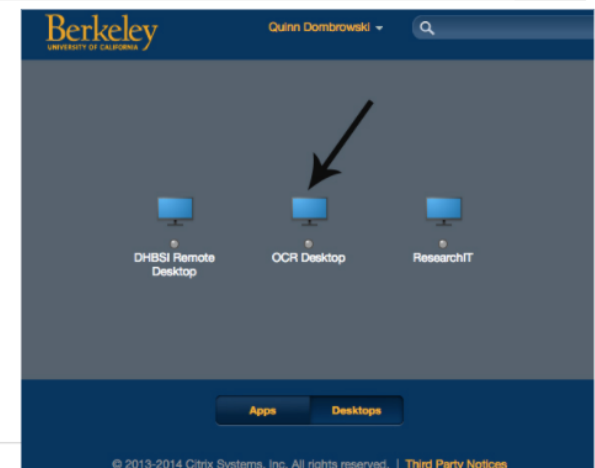 Berkeley
UNIVERSITY OF CALIFORNIA
Quinn Dombrowski
DHBSI Remote
Desktop
OCR Desktop
ResearchIT
Apps
Desktops
© 2013-2014 Citrix Systems, Inc. All rights reserved. | Third Party Notices